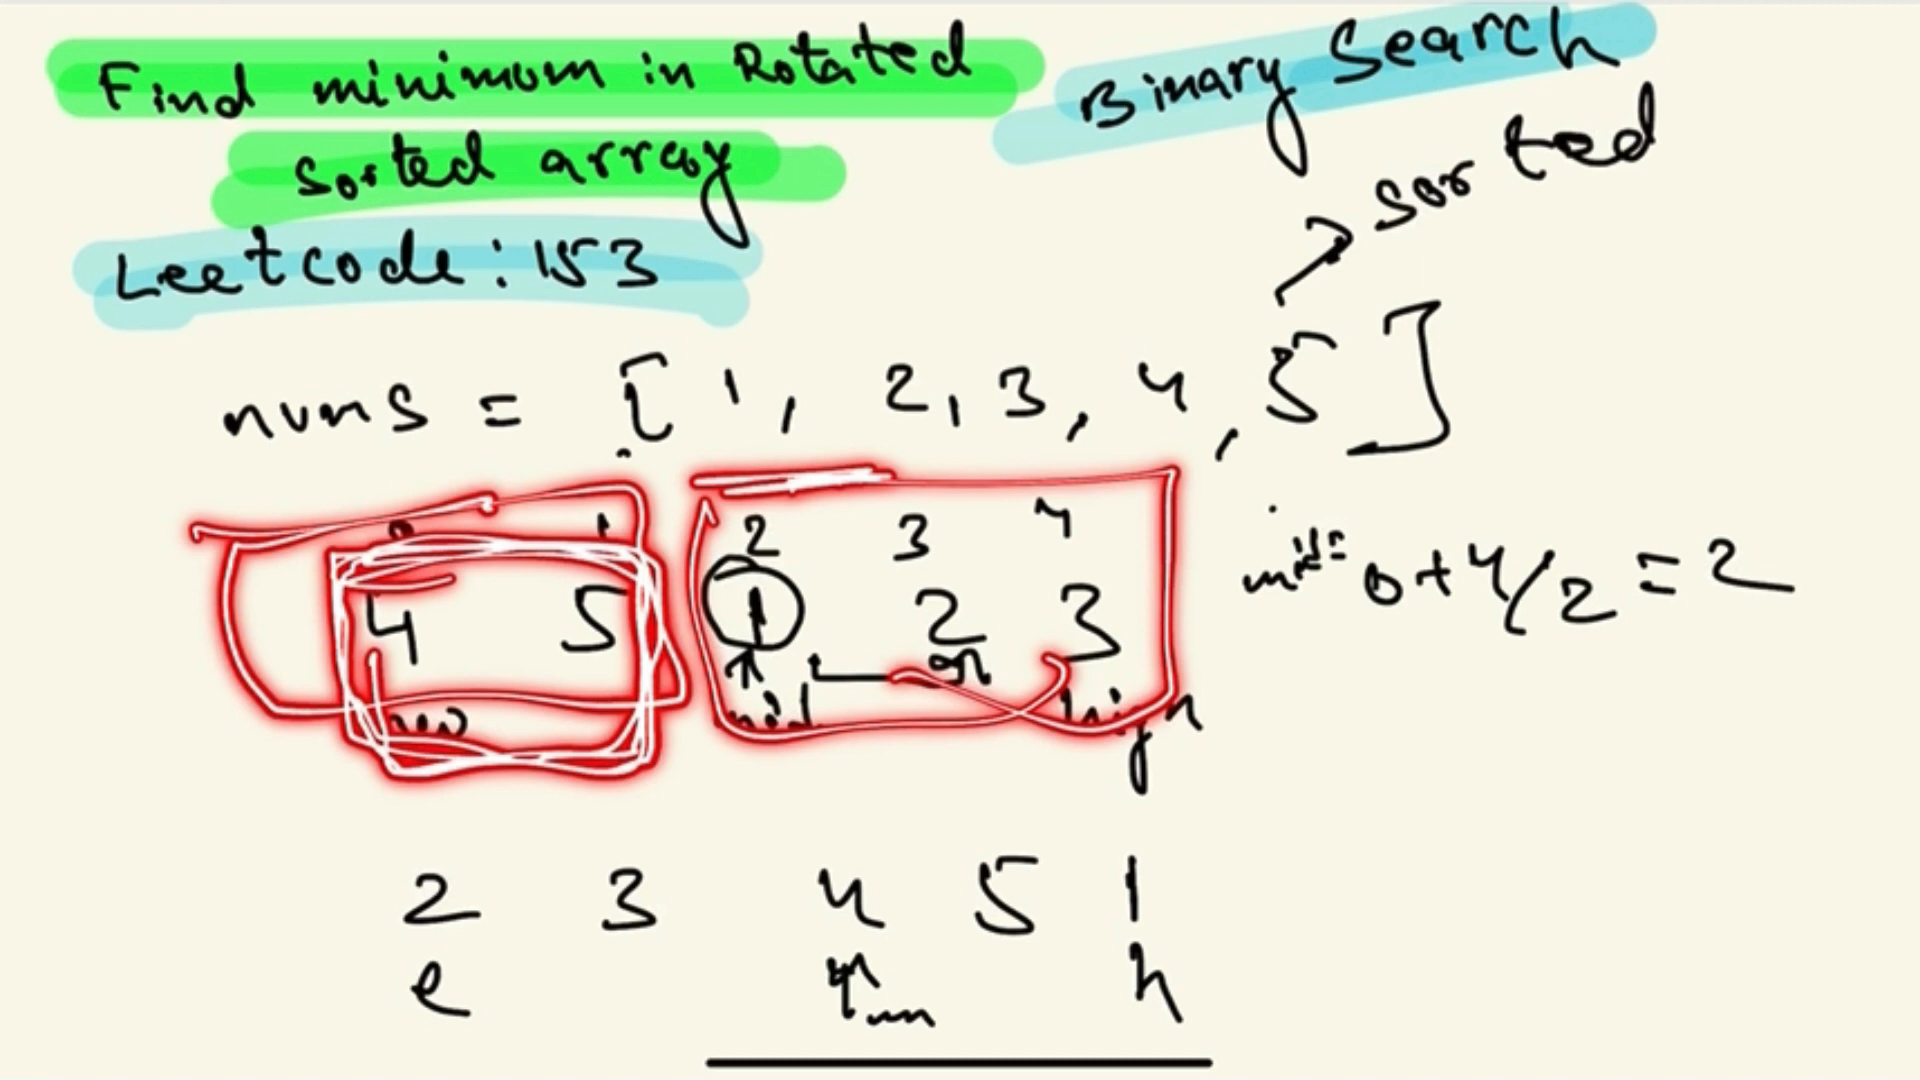 Find minimum in Rotated
sorted array
Binary Search
Leetcode: 153
sorted
nums = [1, 2, 3, 4, 5]
0 1 2 3 4
4 5 1 2 3
mid= 0+4/2=2
low mid high
2 3 4 5 1
l m h